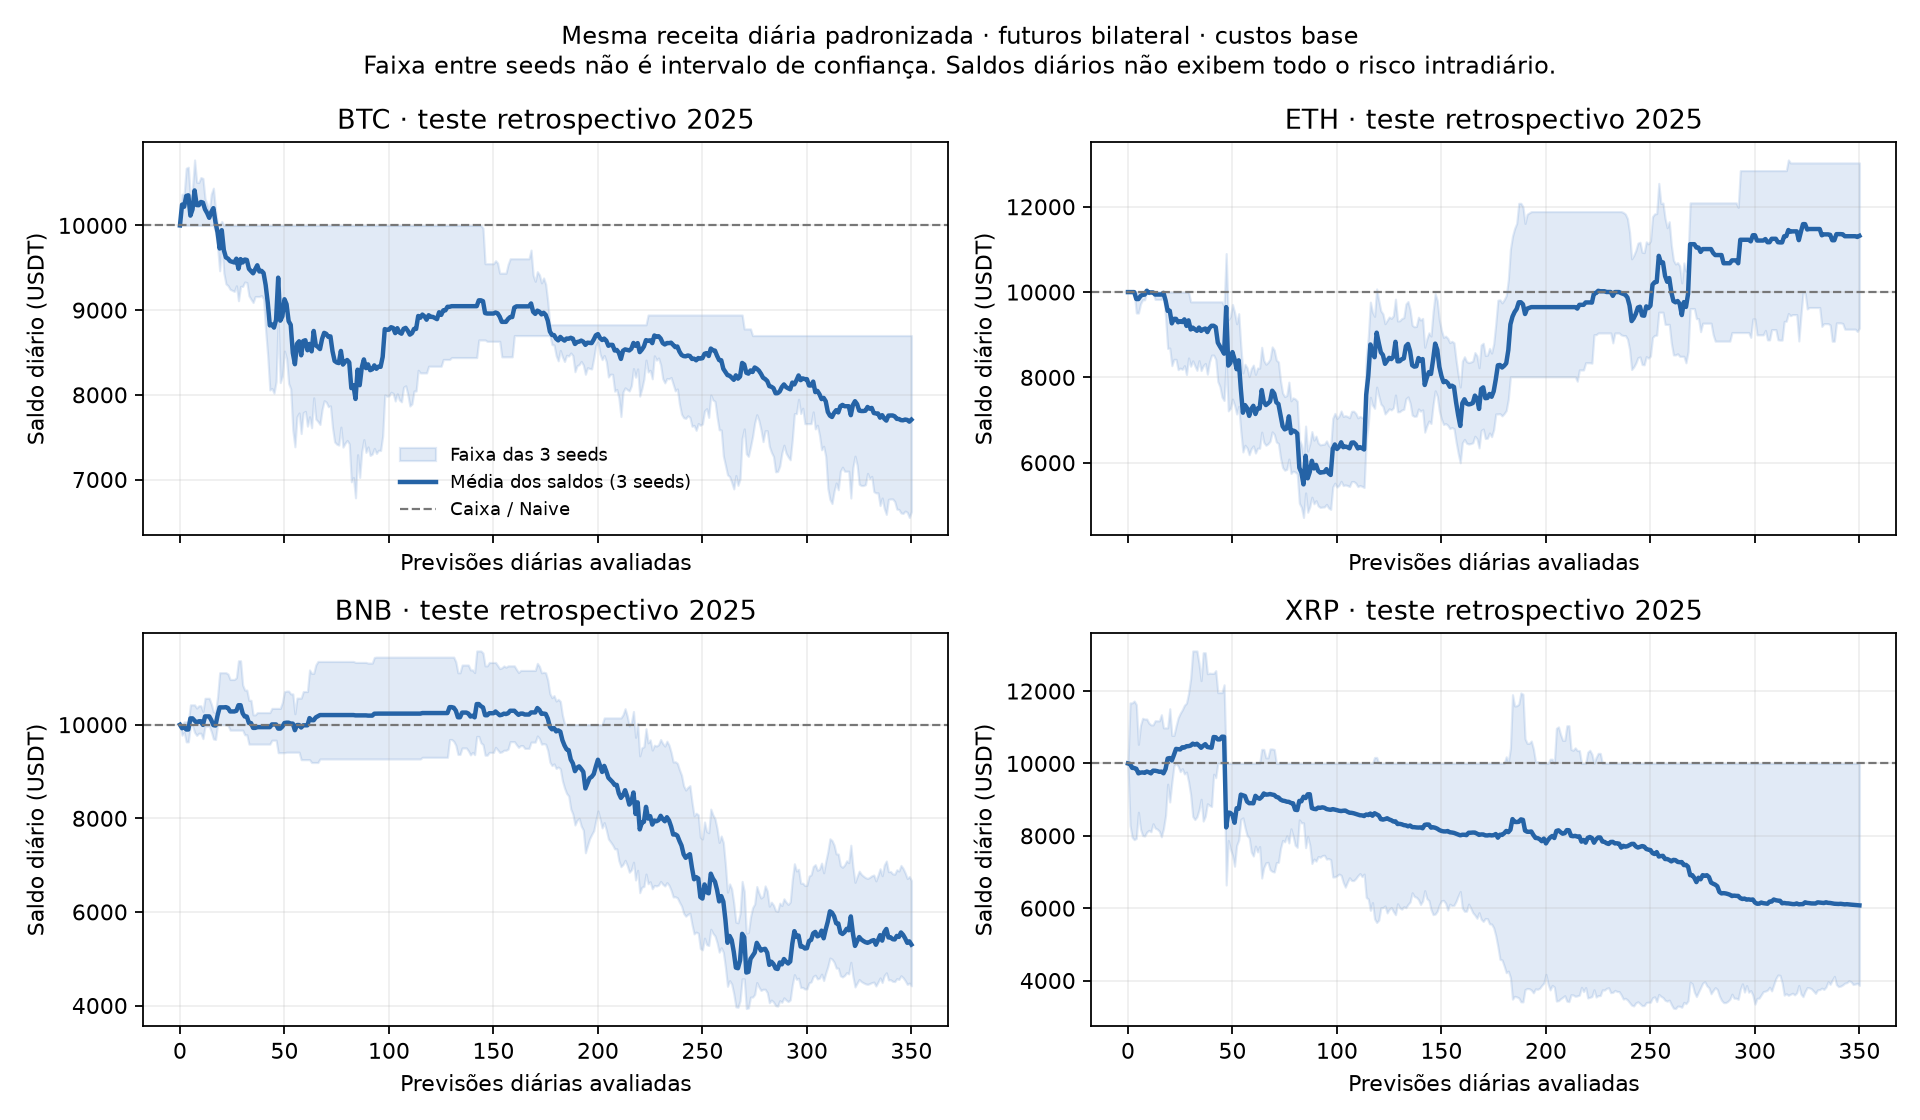 Mesma receita diária padronizada · futuros bilateral · custos base
Faixa entre seeds não é intervalo de confiança. Saldos diários não exibem todo o risco intradiário.
BTC · teste retrospectivo 2025
Saldo diário (USDT)
10000
9000
8000
7000
Faixa das 3 seeds
Média dos saldos (3 seeds)
Caixa / Naive
Previsões diárias avaliadas
ETH · teste retrospectivo 2025
Saldo diário (USDT)
12000
10000
8000
6000
Previsões diárias avaliadas
BNB · teste retrospectivo 2025
Saldo diário (USDT)
10000
8000
6000
4000
0 50 100 150 200 250 300 350
Previsões diárias avaliadas
XRP · teste retrospectivo 2025
Saldo diário (USDT)
12000
10000
8000
6000
4000
0 50 100 150 200 250 300 350
Previsões diárias avaliadas